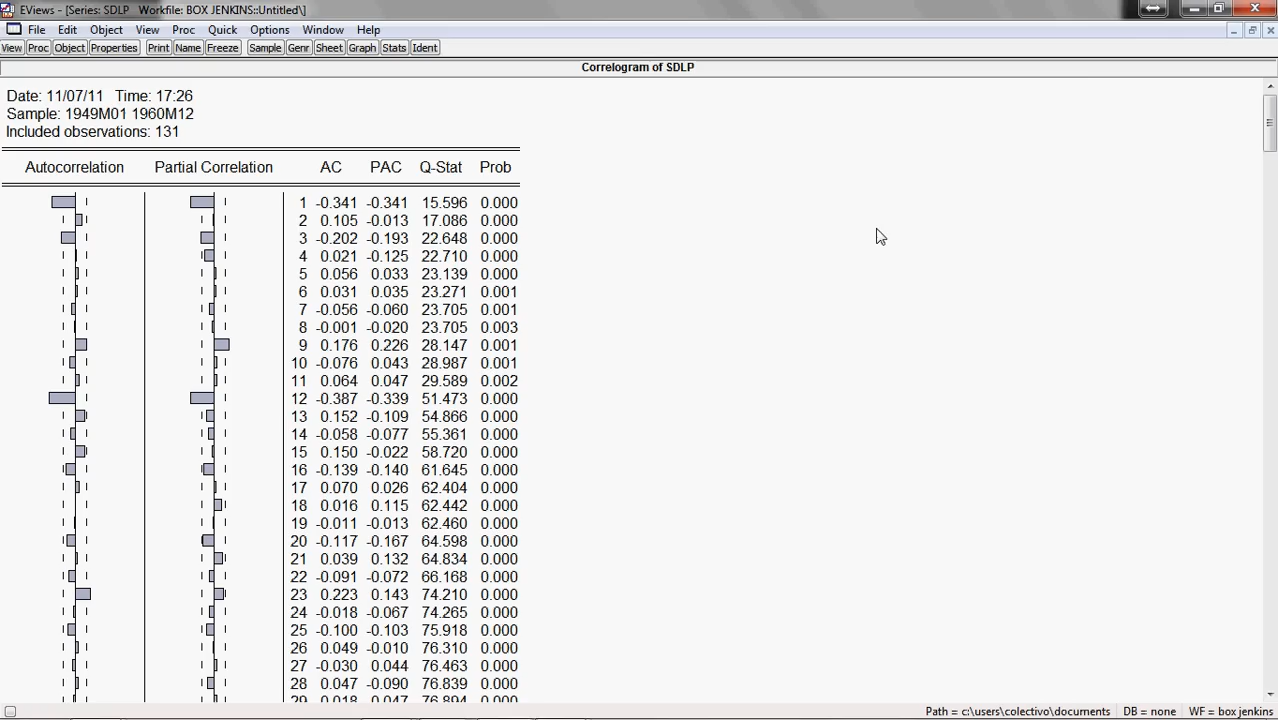 EViews - [Series: SDLP Workfile: BOX JENKINS::Untitled\]
File Edit Object View Proc Quick Options Window Help
View Proc Object Properties Print Name Freeze Sample Genr Sheet Graph Stats Ident
Correlogram of SDLP
Date: 11/07/11 Time: 17:26
Sample: 1949M01 1960M12
Included observations: 131
Autocorrelation Partial Correlation AC PAC Q-Stat Prob
1 -0.341 -0.341 15.596 0.000
2 0.105 -0.013 17.086 0.000
3 -0.202 -0.193 22.648 0.000
4 0.021 -0.125 22.710 0.000
5 0.056 0.033 23.139 0.000
6 0.031 0.035 23.271 0.001
7 -0.056 -0.060 23.705 0.001
8 -0.001 -0.020 23.705 0.003
9 0.176 0.226 28.147 0.001
10 -0.076 0.043 28.987 0.001
11 0.064 0.047 29.589 0.002
12 -0.387 -0.339 51.473 0.000
13 0.152 -0.109 54.866 0.000
14 -0.058 -0.077 55.361 0.000
15 0.150 -0.022 58.720 0.000
16 -0.139 -0.140 61.645 0.000
17 0.070 0.026 62.404 0.000
18 0.016 0.115 62.442 0.000
19 -0.011 -0.013 62.460 0.000
20 -0.117 -0.167 64.598 0.000
21 0.039 0.132 64.834 0.000
22 -0.091 -0.072 66.168 0.000
23 0.223 0.143 74.210 0.000
24 -0.018 -0.067 74.265 0.000
25 -0.100 -0.103 75.918 0.000
26 0.049 -0.010 76.310 0.000
27 -0.030 0.044 76.463 0.000
28 0.047 -0.090 76.839 0.000
29 0.018 0.047 76.894 0.000
Path = c:\users\colectivo\documents DB = none WF = box jenkins